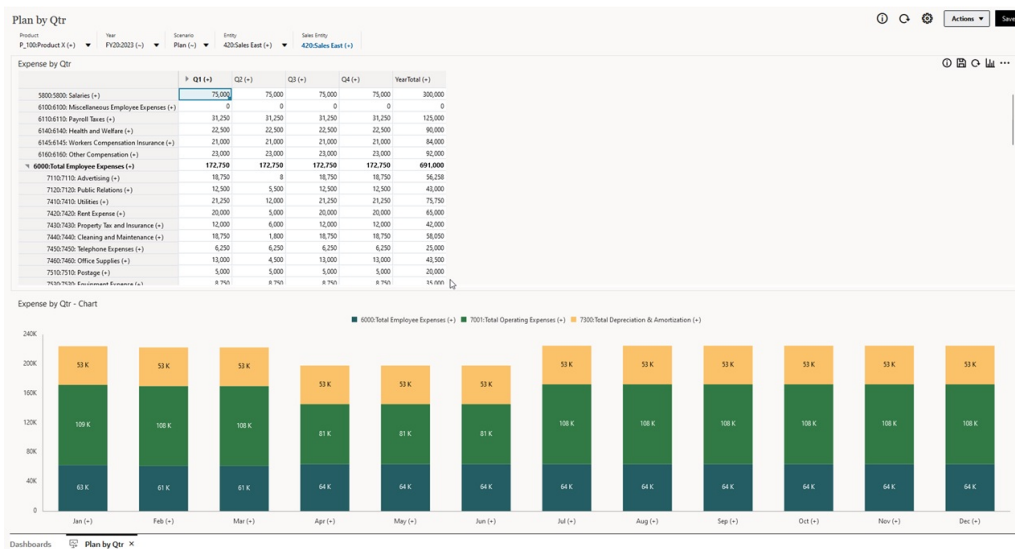 Plan by Qtr
Actions
Save
Product Year Scenario Entity Sales Entity
P_100:Product X (+) FY20:2023 (~) Plan (~) 420:Sales East (+) 420:Sales East (+)
Expense by Qtr
Q1 (+) Q2 (+) Q3 (+) Q4 (+) YearTotal (+)
5800:5800: Salaries (+) 75,000 75,000 75,000 75,000 300,000
6100:6100: Miscellaneous Employee Expenses (+) 0 0 0 0 0
6110:6110: Payroll Taxes (+) 31,250 31,250 31,250 31,250 125,000
6140:6140: Health and Welfare (+) 22,500 22,500 22,500 22,500 90,000
6145:6145: Workers Compensation Insurance (+) 21,000 21,000 21,000 21,000 84,000
6160:6160: Other Compensation (+) 23,000 23,000 23,000 23,000 92,000
6000:Total Employee Expenses (+) 172,750 172,750 172,750 172,750 691,000
7110:7110: Advertising (+) 18,750 8 18,750 18,750 56,258
7120:7120: Public Relations (+) 12,500 5,500 12,500 12,500 43,000
7410:7410: Utilities (+) 21,250 12,000 21,250 21,250 75,750
7420:7420: Rent Expense (+) 20,000 5,000 20,000 20,000 65,000
7430:7430: Property Tax and Insurance (+) 12,000 6,000 12,000 12,000 42,000
7440:7440: Cleaning and Maintenance (+) 18,750 1,800 18,750 18,750 58,050
7450:7450: Telephone Expenses (+) 6,250 6,250 6,250 6,250 25,000
7460:7460: Office Supplies (+) 13,000 4,500 13,000 13,000 43,500
7510:7510: Postage (+) 5,000 5,000 5,000 5,000 20,000
7530:7530: Equipment Expense (+) 8,750 8,750 8,750 8,750 35,000
Expense by Qtr - Chart
6000:Total Employee Expenses (+) 7001:Total Operating Expenses (+) 7300:Total Depreciation & Amortization (+)
240K
200K
160K
120K
80K
40K
0
53 K 53 K 53 K 53 K 53 K 53 K 53 K 53 K 53 K 53 K 53 K 53 K
109 K 108 K 108 K 81 K 81 K 81 K 108 K 108 K 108 K 108 K 108 K 108 K
63 K 61 K 61 K 64 K 64 K 64 K 64 K 64 K 64 K 64 K 64 K 64 K
Jan (+) Feb (+) Mar (+) Apr (+) May (+) Jun (+) Jul (+) Aug (+) Sep (+) Oct (+) Nov (+) Dec (+)
Dashboards Plan by Qtr ×